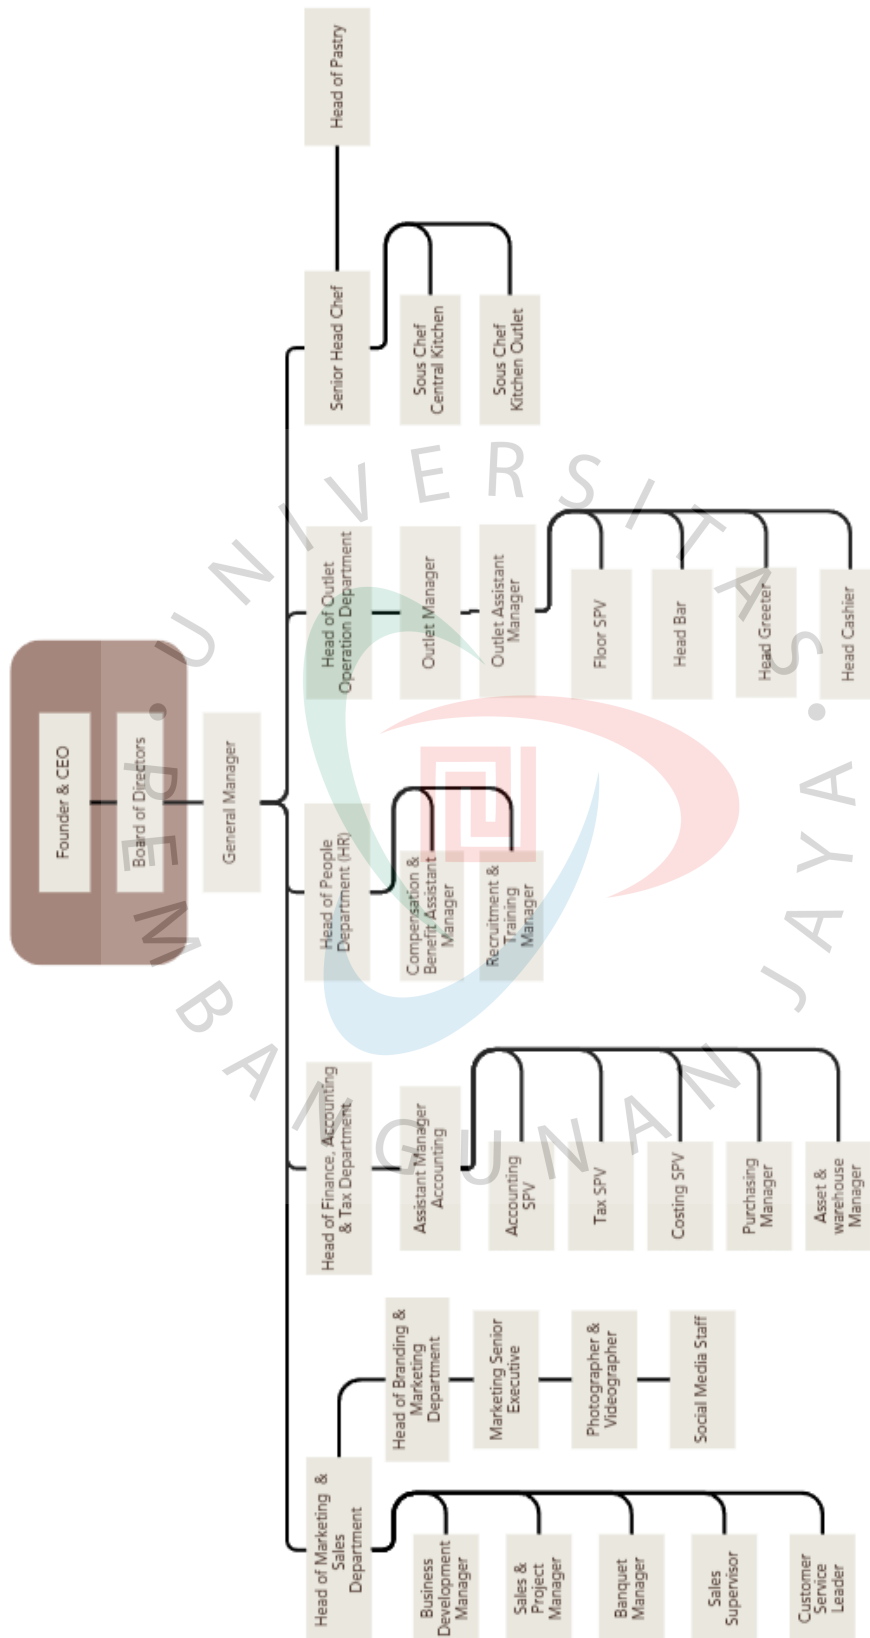 Founder & CEO
Board of Directors
General Manager
Head of Marketing &
Sales
Department
Head of Finance, Accounting
& Tax Department
Head of People
Department (HR)
Head of Outlet
Operation Department
Senior Head Chef
Head of Pastry
Business
Development
Manager
Sales &
Project
Manager
Banquet
Manager
Sales
Supervisor
Customer
Service
Leader
Head of Branding &
Marketing
Department
Marketing Senior
Executive
Photographer &
Videographer
Social Media Staff
Assistant Manager
Accounting
Accounting
SPV
Tax SPV
Costing SPV
Purchasing
Manager
Asset &
warehouse
Manager
Compensation &
Benefit Assistant
Manager
Recruitment &
Training
Manager
Outlet Manager
Outlet Assistant
Manager
Floor SPV
Head Bar
Head Greeter
Head Cashier
Sous Chef
Central Kitchen
Sous Chef
Kitchen Outlet
UNIVERSITAS
PEMBANGUNAN JAYA